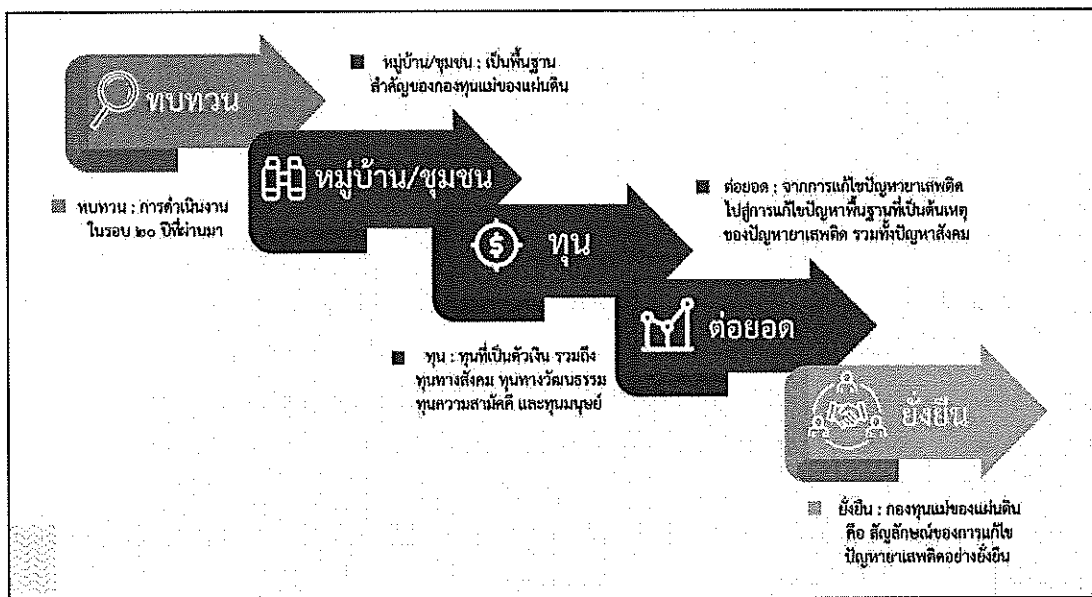 ทบทวน
■ หมู่บ้าน/ชุมชน : เป็นพื้นฐาน
สำคัญของกองทุนแม่ของแผ่นดิน
หมู่บ้าน/ชุมชน
■ ทบทวน : การดำเนินงาน
ในรอบ ๒๐ ปีที่ผ่านมา
ทุน
■ ต่อยอด : จากการแก้ไขปัญหายาเสพติด
ไปสู่การแก้ไขปัญหาพื้นฐานที่เป็นต้นเหตุ
ของปัญหายาเสพติด รวมทั้งปัญหาสังคม
ต่อยอด
■ ทุน : ทุนที่เป็นตัวเงิน รวมถึง
ทุนทางสังคม ทุนทางวัฒนธรรม
ทุนความสามัคคี และทุนมนุษย์
ยั่งยืน
■ ยั่งยืน : กองทุนแม่ของแผ่นดิน
คือ สัญลักษณ์ของการแก้ไข
ปัญหายาเสพติดอย่างยั่งยืน